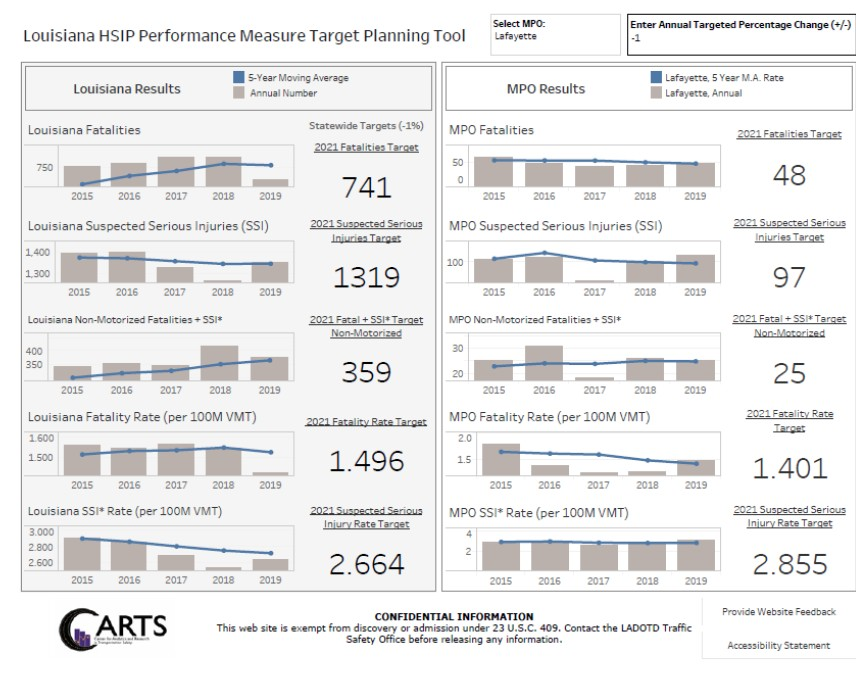 Louisiana HSIP Performance Measure Target Planning Tool
Select MPO:
Lafayette
Enter Annual Targeted Percentage Change (+/-)
-1
Louisiana Results
5-Year Moving Average
Annual Number
Louisiana Fatalities
Statewide Targets (-1%)
2021 Fatalities Target
750
741
2015 2016 2017 2018 2019
Louisiana Suspected Serious Injuries (SSI)
2021 Suspected Serious
Injuries Target
1,400
1,300
1319
2015 2016 2017 2018 2019
Louisiana Non-Motorized Fatalities + SSI*
2021 Fatal + SSI* Target
Non-Motorized
400
350
359
2015 2016 2017 2018 2019
Louisiana Fatality Rate (per 100M VMT)
2021 Fatality Rate Target
1.600
1.500
1.496
2015 2016 2017 2018 2019
Louisiana SSI* Rate (per 100M VMT)
2021 Suspected Serious
Injury Rate Target
3.000
2.800
2.600
2.664
2015 2016 2017 2018 2019
MPO Results
Lafayette, 5 Year M.A. Rate
Lafayette, Annual
MPO Fatalities
2021 Fatalities Target
50
0
48
2015 2016 2017 2018 2019
MPO Suspected Serious Injuries (SSI)
2021 Suspected Serious
Injuries Target
100
97
2015 2016 2017 2018 2019
MPO Non-Motorized Fatalities + SSI*
2021 Fatal + SSI* Target
Non-Motorized
30
20
25
2015 2016 2017 2018 2019
MPO Fatality Rate (per 100M VMT)
2021 Fatality Rate
Target
2.0
1.5
1.401
2015 2016 2017 2018 2019
MPO SSI* Rate (per 100M VMT)
2021 Suspected Serious
Injury Rate Target
4
2
2.855
2015 2016 2017 2018 2019
CARTS
CONFIDENTIAL INFORMATION
This web site is exempt from discovery or admission under 23 U.S.C. 409. Contact the LADOTD Traffic
Safety Office before releasing any information.
Provide Website Feedback
Accessibility Statement